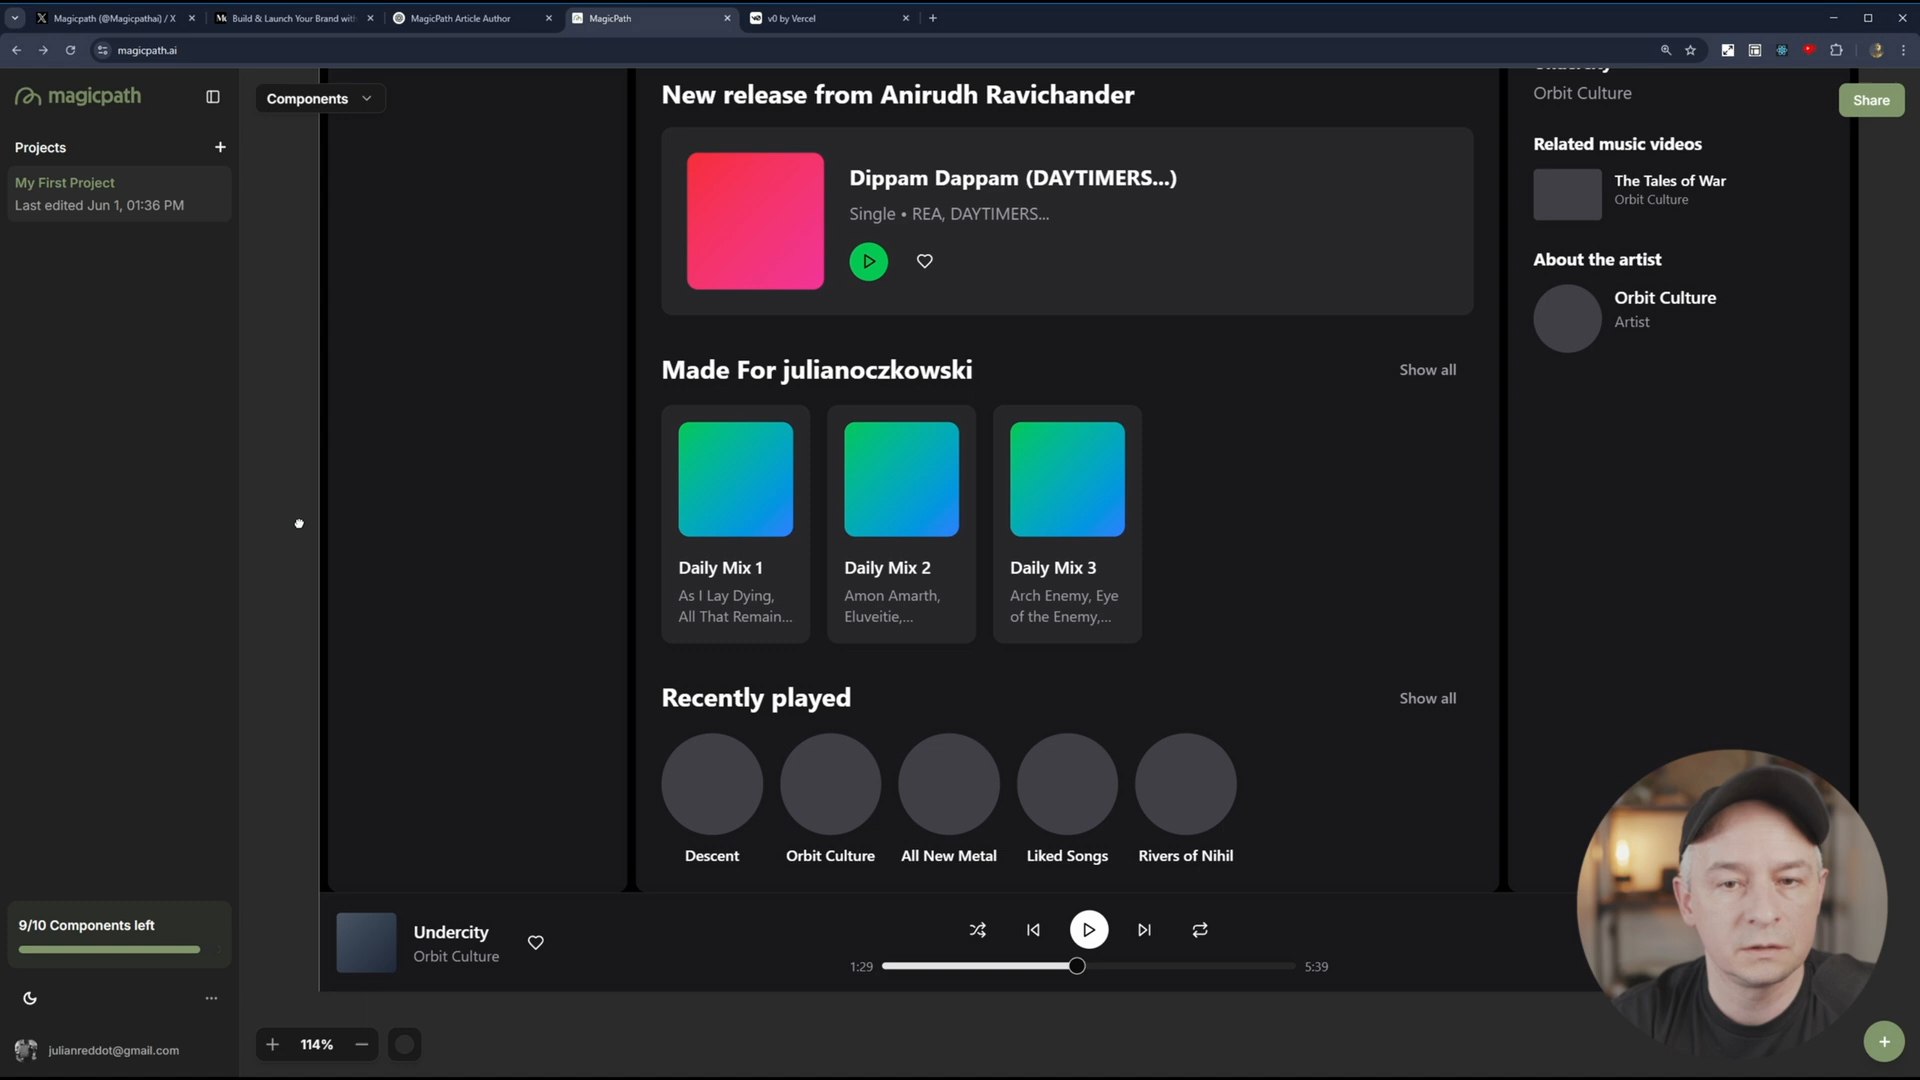 Magicpath (@Magicpathai) / X
Build & Launch Your Brand with
MagicPath Article Author
MagicPath
v0 by Vercel
magicpath.ai
magicpath
Projects
My First Project
Last edited Jun 1, 01:36 PM
9/10 Components left
julianreddot@gmail.com
Components
Share
New release from Anirudh Ravichander
Dippam Dappam (DAYTIMERS...)
Single • REA, DAYTIMERS...
Made For julianoczkowski
Show all
Daily Mix 1
As I Lay Dying,
All That Remain...
Daily Mix 2
Amon Amarth,
Eluveitie,...
Daily Mix 3
Arch Enemy, Eye
of the Enemy,...
Recently played
Show all
Descent
Orbit Culture
All New Metal
Liked Songs
Rivers of Nihil
Orbit Culture
Related music videos
The Tales of War
Orbit Culture
About the artist
Orbit Culture
Artist
Undercity
Orbit Culture
1:29
5:39
114%